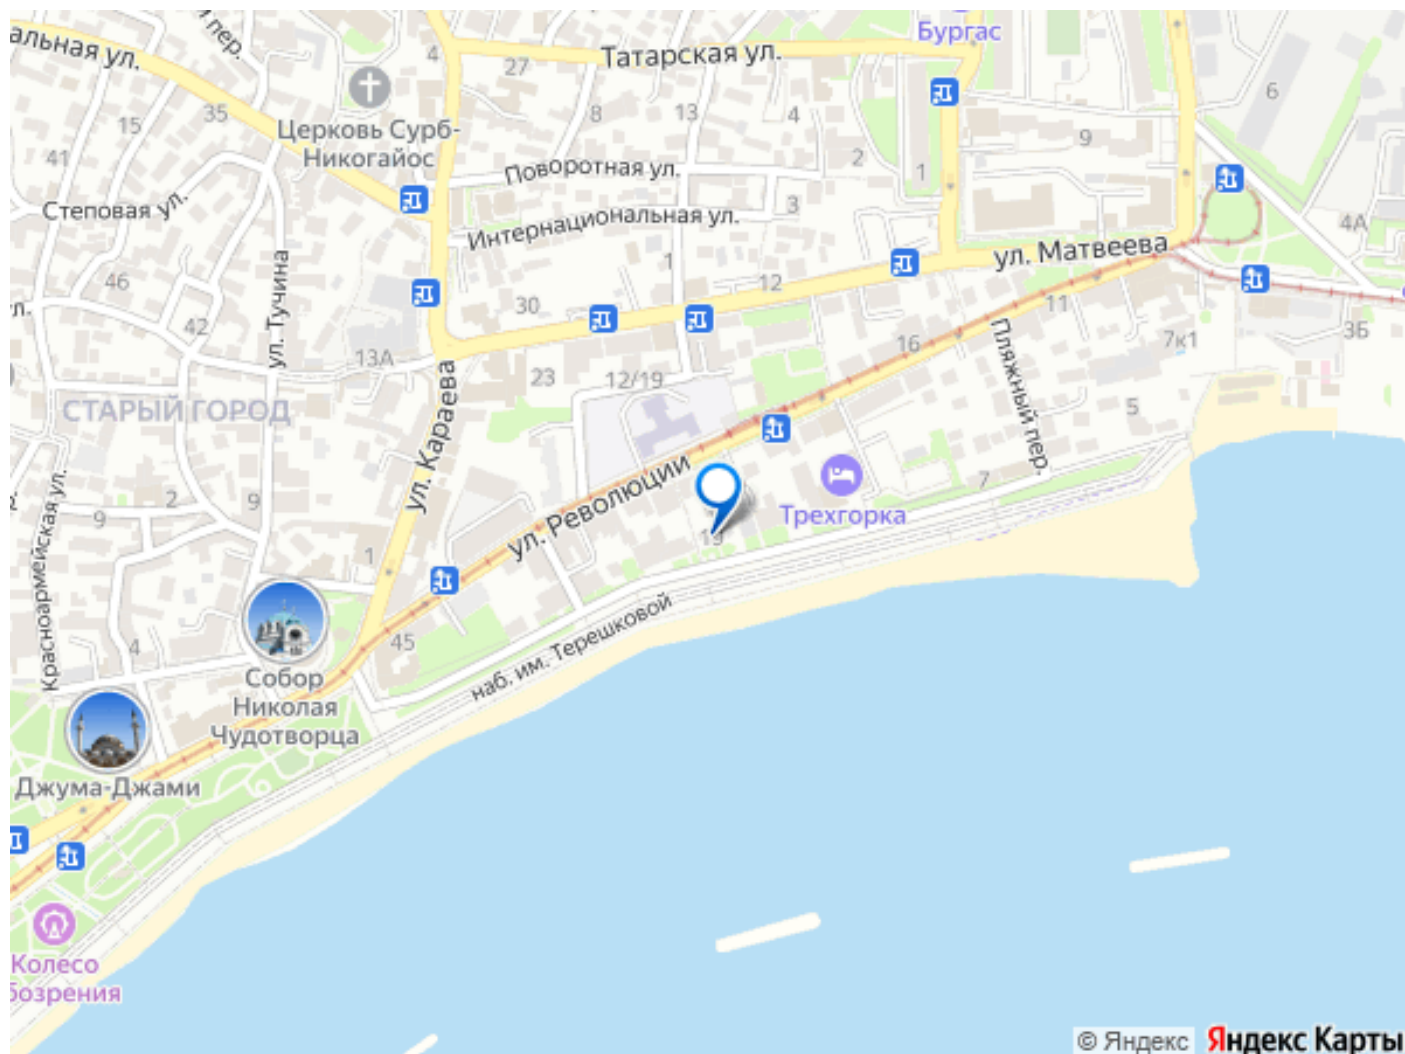 альная ул.
й пер.
4
Татарская ул.
27
Бургас
6
15
35
Церковь Сурб-
Никогайос
8
13
4
9
41
33
Поворотная ул.
2
1
Степовая ул.
Интернациональная ул.
3
4А
ул. Матвеева
46
ул. Тучина
1
12
30
11
ул.
42
13А
16
7к1
3Б
23
12/19
СТАРЫЙ ГОРОД
ул. Караева
5
Пляжный пер.
2
9
9
ул. Революции
7
Трехгорка
Красноармейская ул.
1
наб. им. Терешковой
45
4
Собор
Николая
Чудотворца
Джума-Джами
Колесо
бозрения
© Яндекс Яндекс Карты